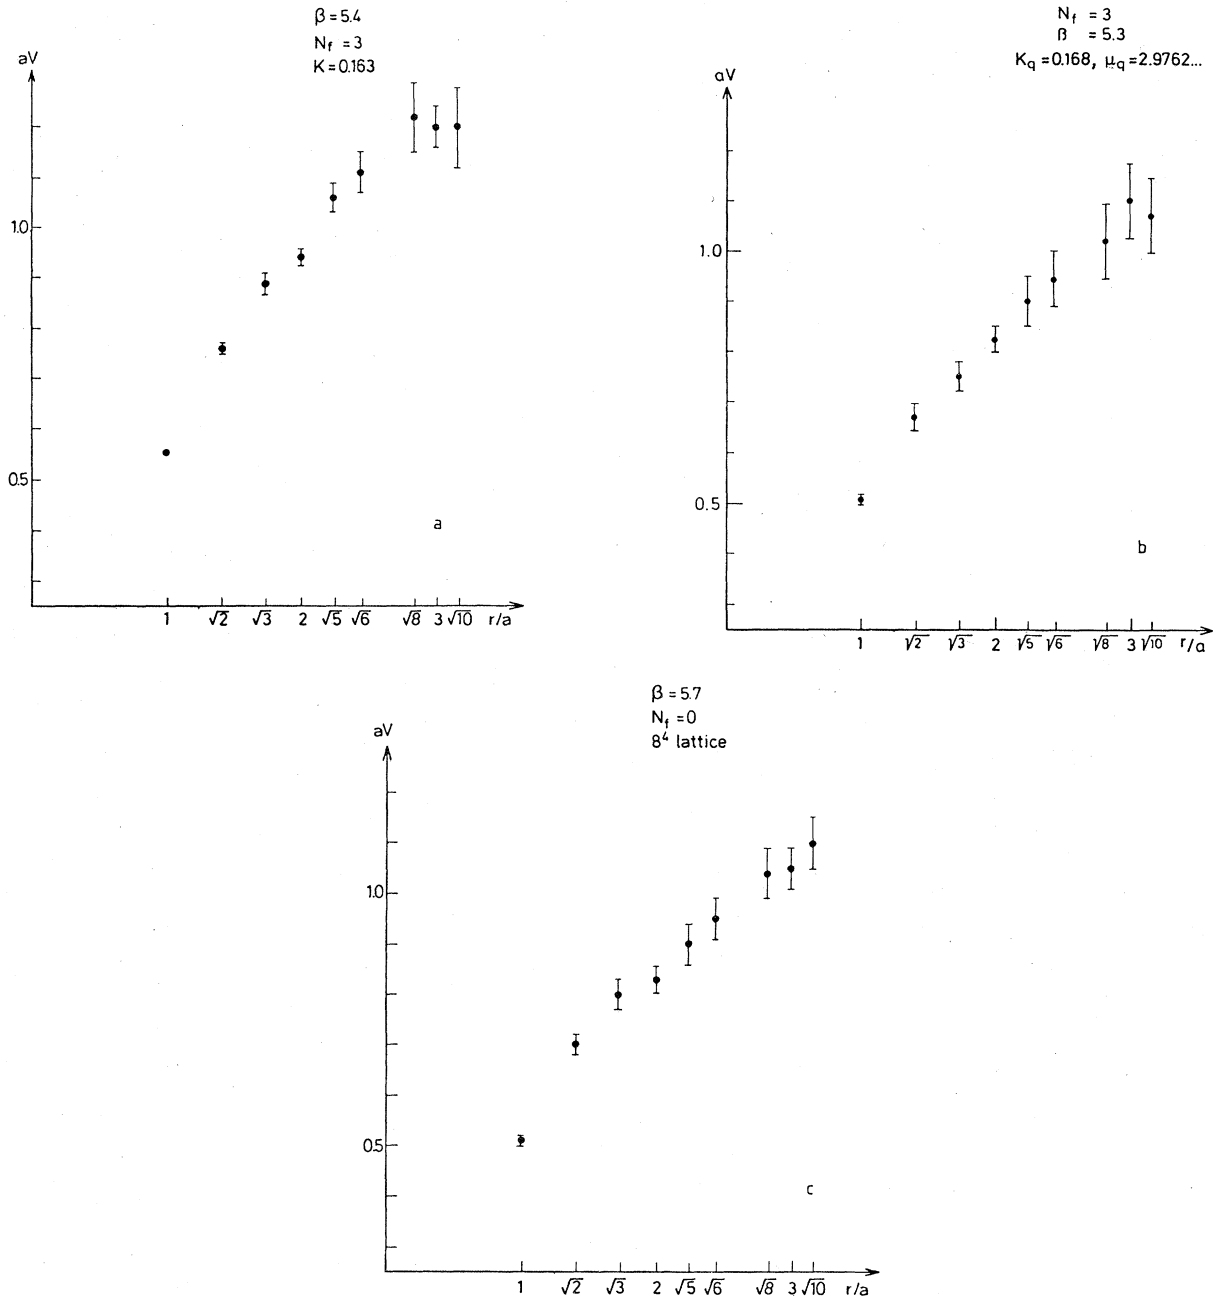 β = 5.4
N_f = 3
K = 0.163
aV
1.0
0.5
a
1 √2 √3 2 √5 √6 √8 3 √10 r/a
N_f = 3
β = 5.3
K_q = 0.168, μ_q = 2.9762...
aV
1.0
0.5
b
1 √2 √3 2 √5 √6 √8 3 √10 r/a
β = 5.7
N_f = 0
8⁴ lattice
aV
1.0
0.5
c
1 √2 √3 2 √5 √6 √8 3 √10 r/a